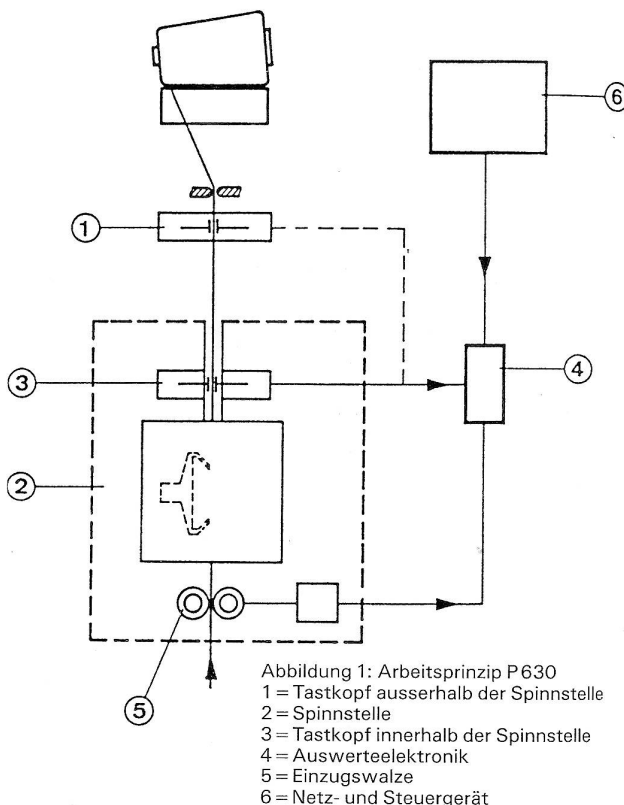 6
1
3
4
2
5
Abbildung 1: Arbeitsprinzip P630
1 = Tastkopf ausserhalb der Spinnstelle
2 = Spinnstelle
3 = Tastkopf innerhalb der Spinnstelle
4 = Auswerteelektronik
5 = Einzugswalze
6 = Netz- und Steuergerät